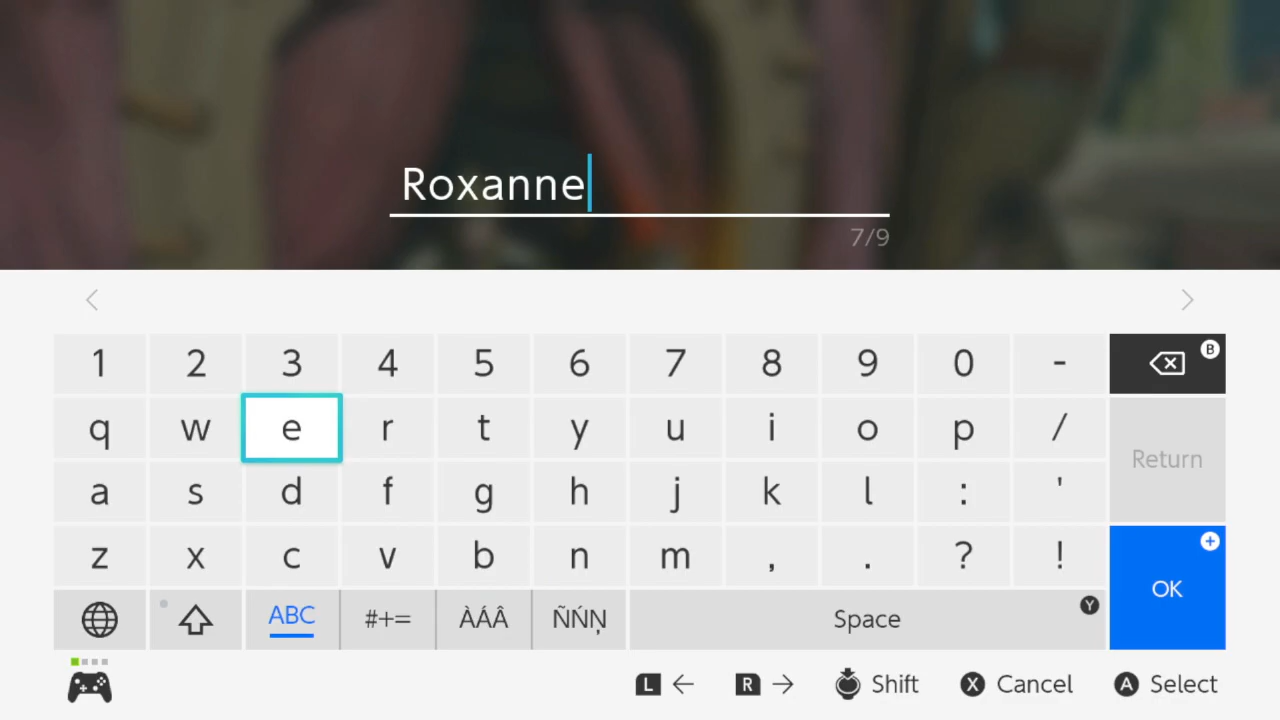 Roxanne
7/9
1 2 3 4 5 6 7 8 9 0 - B
q w e r t y u i o p /
Return
a s d f g h j k l : '
z x c v b n m , . ? ! +
OK
ABC #+= ÀÁÂ ÑŃŅ Space Y
L ← R → Shift X Cancel A Select